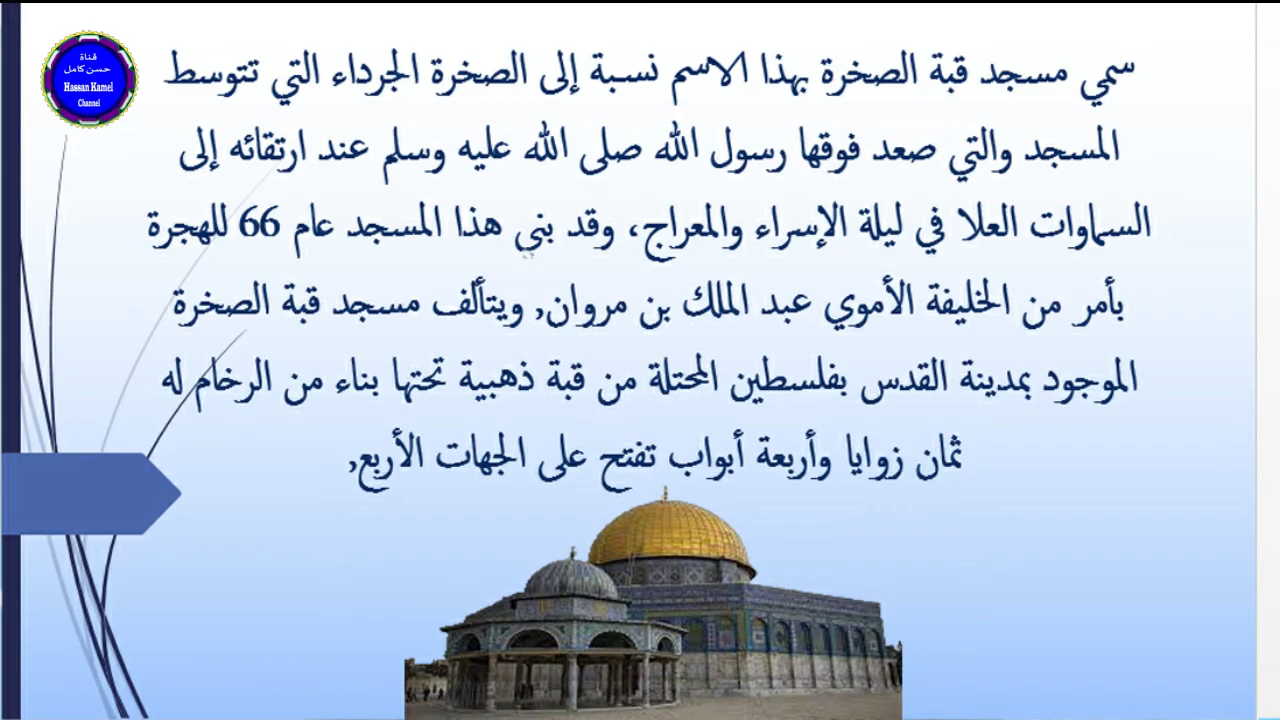 قناة
حسن كامل
Hassan Kamel
Channel
سمي مسجد قبة الصخرة بهذا الاسم نسبة إلى الصخرة الجرداء التي تتوسط
المسجد والتي صعد فوقها رسول الله صلى الله عليه وسلم عند ارتقائه إلى
السماوات العلا في ليلة الإسراء والمعراج، وقد بني هذا المسجد عام 66 للهجرة
بأمر من الخليفة الأموي عبد الملك بن مروان, ويتألف مسجد قبة الصخرة
الموجود بمدينة القدس بفلسطين المحتلة من قبة ذهبية تحتها بناء من الرخام له
ثمان زوايا وأربعة أبواب تفتح على الجهات الأربع,